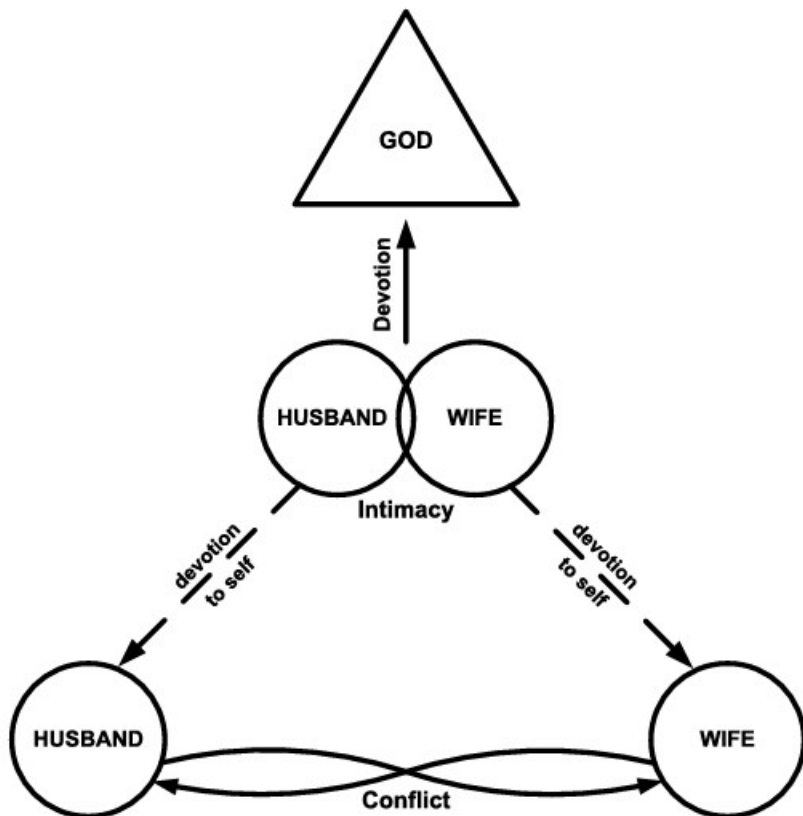 GOD
Devotion
HUSBAND
WIFE
Intimacy
devotion
to self
devotion
to self
HUSBAND
WIFE
Conflict